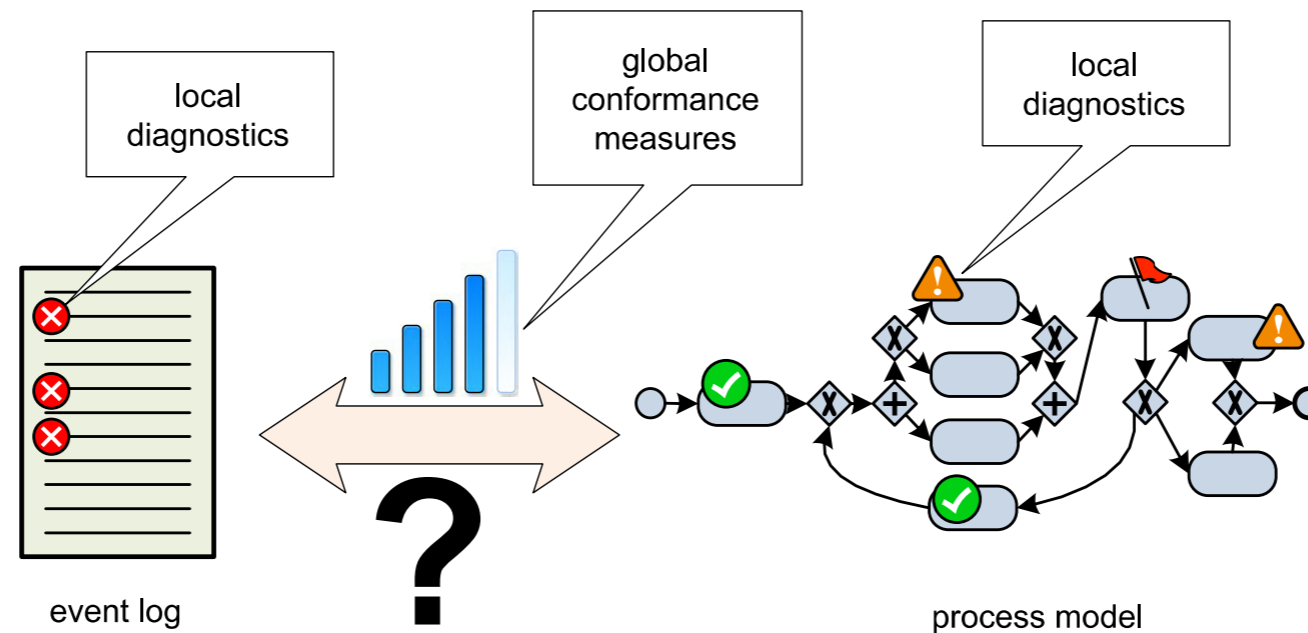 local
diagnostics
global
conformance
measures
local
diagnostics
?
event log
process model